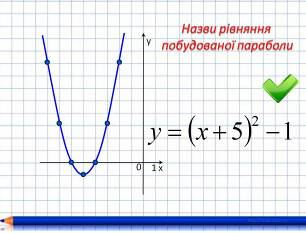 Назви рівняння
побудованої параболи
y
y = (x + 5)² − 1
0 1 x